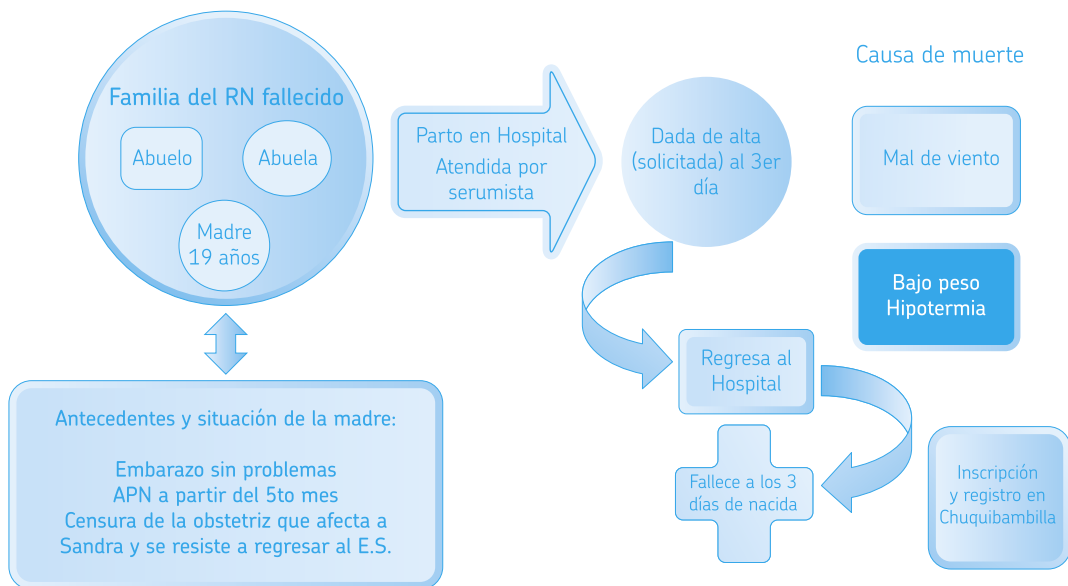 Familia del RN fallecido
Abuelo
Abuela
Madre
19 años
Parto en Hospital
Atendida por
serumista
Dada de alta
(solicitada) al 3er
día
Causa de muerte
Mal de viento
Bajo peso
Hipotermia
Regresa al
Hospital
Fallece a los 3
días de nacida
Inscripción
y registro en
Chuquibambilla
Antecedentes y situación de la madre:
Embarazo sin problemas
APN a partir del 5to mes
Censura de la obstetriz que afecta a
Sandra y se resiste a regresar al E.S.